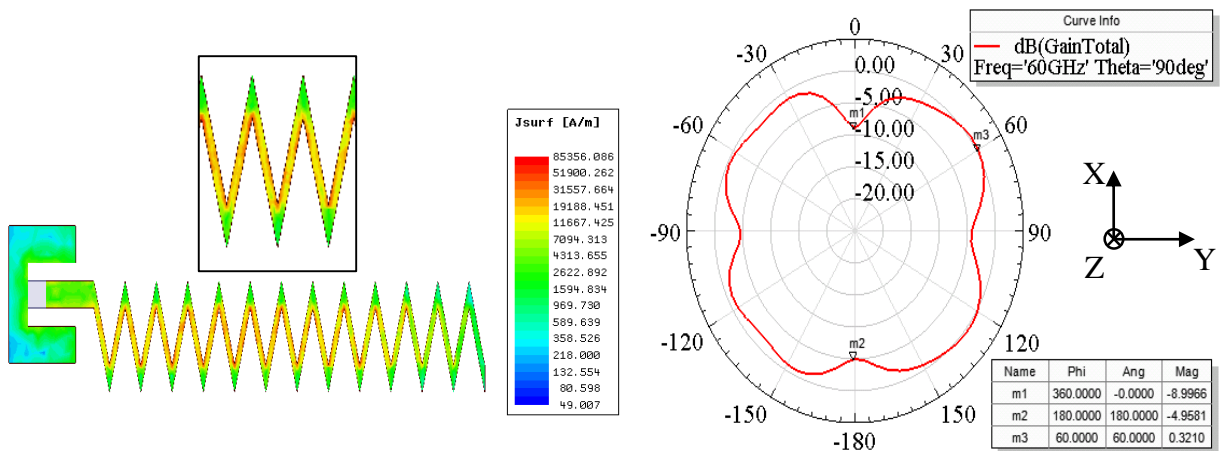 Jsurf [A/m]
85356.086
51900.262
31557.664
19188.451
11667.425
7094.313
4313.655
2622.892
1594.834
969.730
589.639
358.526
218.000
132.554
80.598
49.007
Curve Info
dB(GainTotal)
Freq='60GHz' Theta='90deg'
0
-30
30
0.00
-5.00
m1
-10.00
-60
60
m3
-15.00
-20.00
-90
90
-120
120
m2
-150
150
-180
X
Y
Z
Name Phi Ang Mag
m1 360.0000 -0.0000 -8.9966
m2 180.0000 180.0000 -4.9581
m3 60.0000 60.0000 0.3210